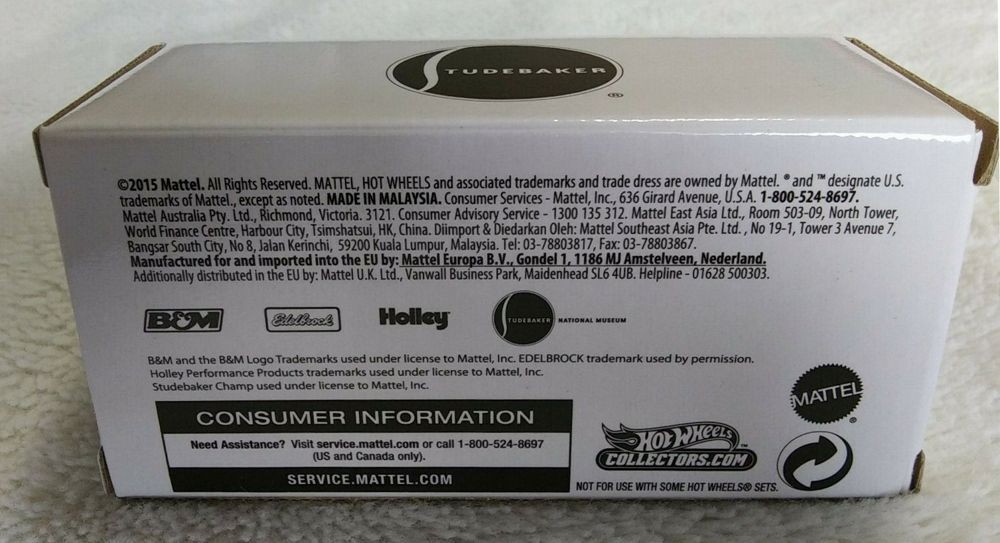 STUDEBAKER
®
©2015 Mattel. All Rights Reserved. MATTEL, HOT WHEELS and associated trademarks and trade dress are owned by Mattel. ® and ™ designate U.S.
trademarks of Mattel., except as noted. MADE IN MALAYSIA. Consumer Services - Mattel, Inc., 636 Girard Avenue, U.S.A. 1-800-524-8697.
Mattel Australia Pty. Ltd., Richmond, Victoria. 3121. Consumer Advisory Service - 1300 135 312. Mattel East Asia Ltd., Room 503-09, North Tower,
World Finance Centre, Harbour City, Tsimshatsui, HK, China. Diimport & Diedarkan Oleh: Mattel Southeast Asia Pte. Ltd. , No 19-1, Tower 3 Avenue 7,
Bangsar South City, No 8, Jalan Kerinchi, 59200 Kuala Lumpur, Malaysia. Tel: 03-78803817, Fax: 03-78803867.
Manufactured for and imported into the EU by: Mattel Europa B.V., Gondel 1, 1186 MJ Amstelveen, Nederland.
Additionally distributed in the EU by: Mattel U.K. Ltd., Vanwall Business Park, Maidenhead SL6 4UB. Helpline - 01628 500303.
B&M Edelbrock Holley STUDEBAKER NATIONAL MUSEUM
B&M and the B&M Logo Trademarks used under license to Mattel, Inc. EDELBROCK trademark used by permission.
Holley Performance Products trademarks used under license to Mattel, Inc.
Studebaker Champ used under license to Mattel, Inc.
MATTEL
®
CONSUMER INFORMATION
Need Assistance? Visit service.mattel.com or call 1-800-524-8697
(US and Canada only).
SERVICE.MATTEL.COM
HOT WHEELS™
COLLECTORS.COM
NOT FOR USE WITH SOME HOT WHEELS® SETS.